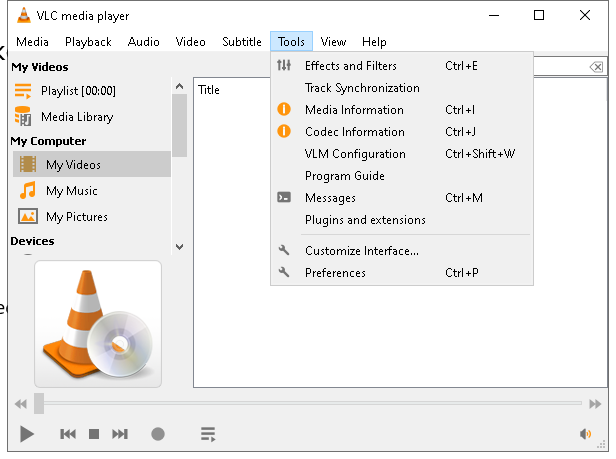 VLC media player
Media Playback Audio Video Subtitle Tools View Help
My Videos
Playlist [00:00]
Media Library
My Computer
My Videos
My Music
My Pictures
Devices
Title
Effects and Filters Ctrl+E
Track Synchronization
Media Information Ctrl+I
Codec Information Ctrl+J
VLM Configuration Ctrl+Shift+W
Program Guide
Messages Ctrl+M
Plugins and extensions
Customize Interface...
Preferences Ctrl+P